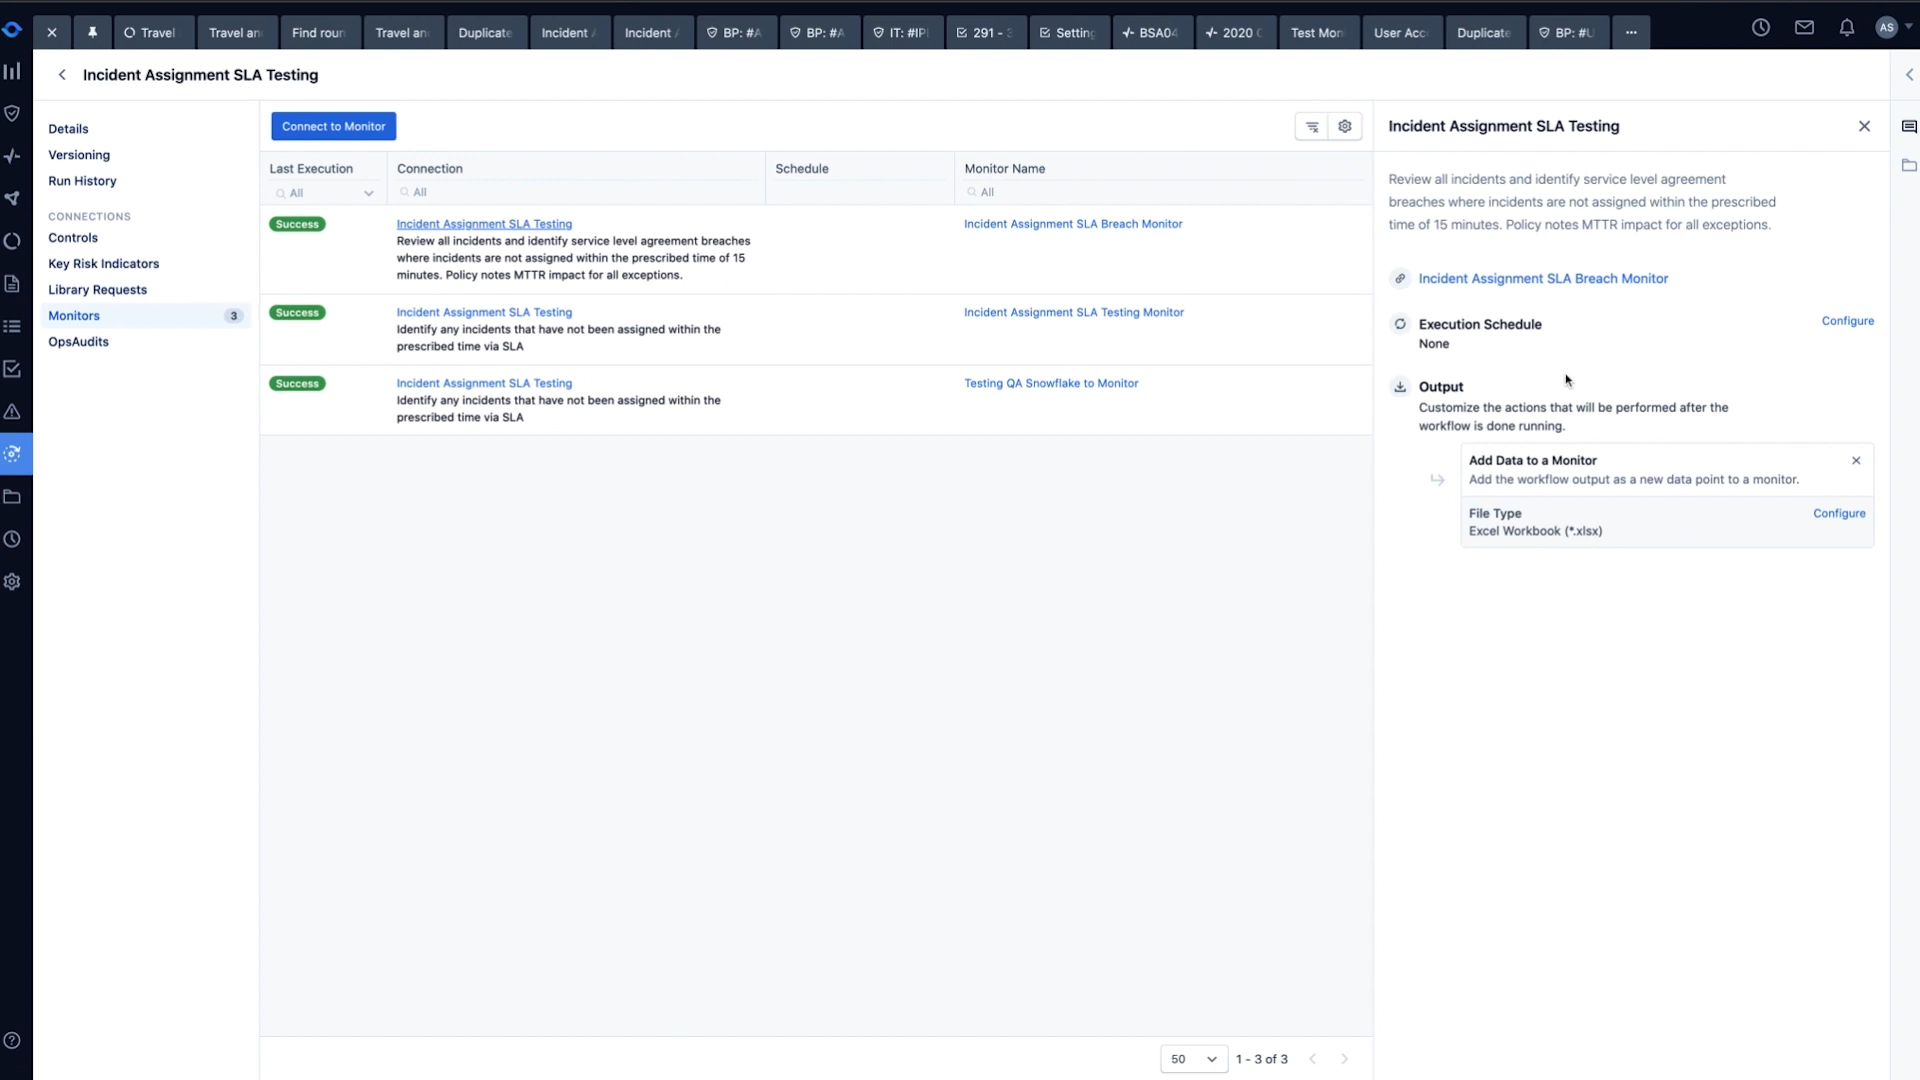 Travel
Travel an
Find roun
Travel an
Duplicate
Incident
Incident
BP: #A
BP: #A
IT: #IPI
291 -
Setting
BSA04
2020
Test Mon
User Acc
Duplicate
BP: #U
...
AS
Incident Assignment SLA Testing
Details
Versioning
Run History
CONNECTIONS
Controls
Key Risk Indicators
Library Requests
Monitors 3
OpsAudits
Connect to Monitor
Last Execution Connection Schedule Monitor Name
All All All
Success Incident Assignment SLA Testing Incident Assignment SLA Breach Monitor
Review all incidents and identify service level agreement breaches
where incidents are not assigned within the prescribed time of 15
minutes. Policy notes MTTR impact for all exceptions.
Success Incident Assignment SLA Testing Incident Assignment SLA Testing Monitor
Identify any incidents that have not been assigned within the
prescribed time via SLA
Success Incident Assignment SLA Testing Testing QA Snowflake to Monitor
Identify any incidents that have not been assigned within the
prescribed time via SLA
50 1 - 3 of 3
Incident Assignment SLA Testing
Review all incidents and identify service level agreement
breaches where incidents are not assigned within the prescribed
time of 15 minutes. Policy notes MTTR impact for all exceptions.
Incident Assignment SLA Breach Monitor
Execution Schedule Configure
None
Output
Customize the actions that will be performed after the
workflow is done running.
Add Data to a Monitor
Add the workflow output as a new data point to a monitor.
File Type Configure
Excel Workbook (*.xlsx)